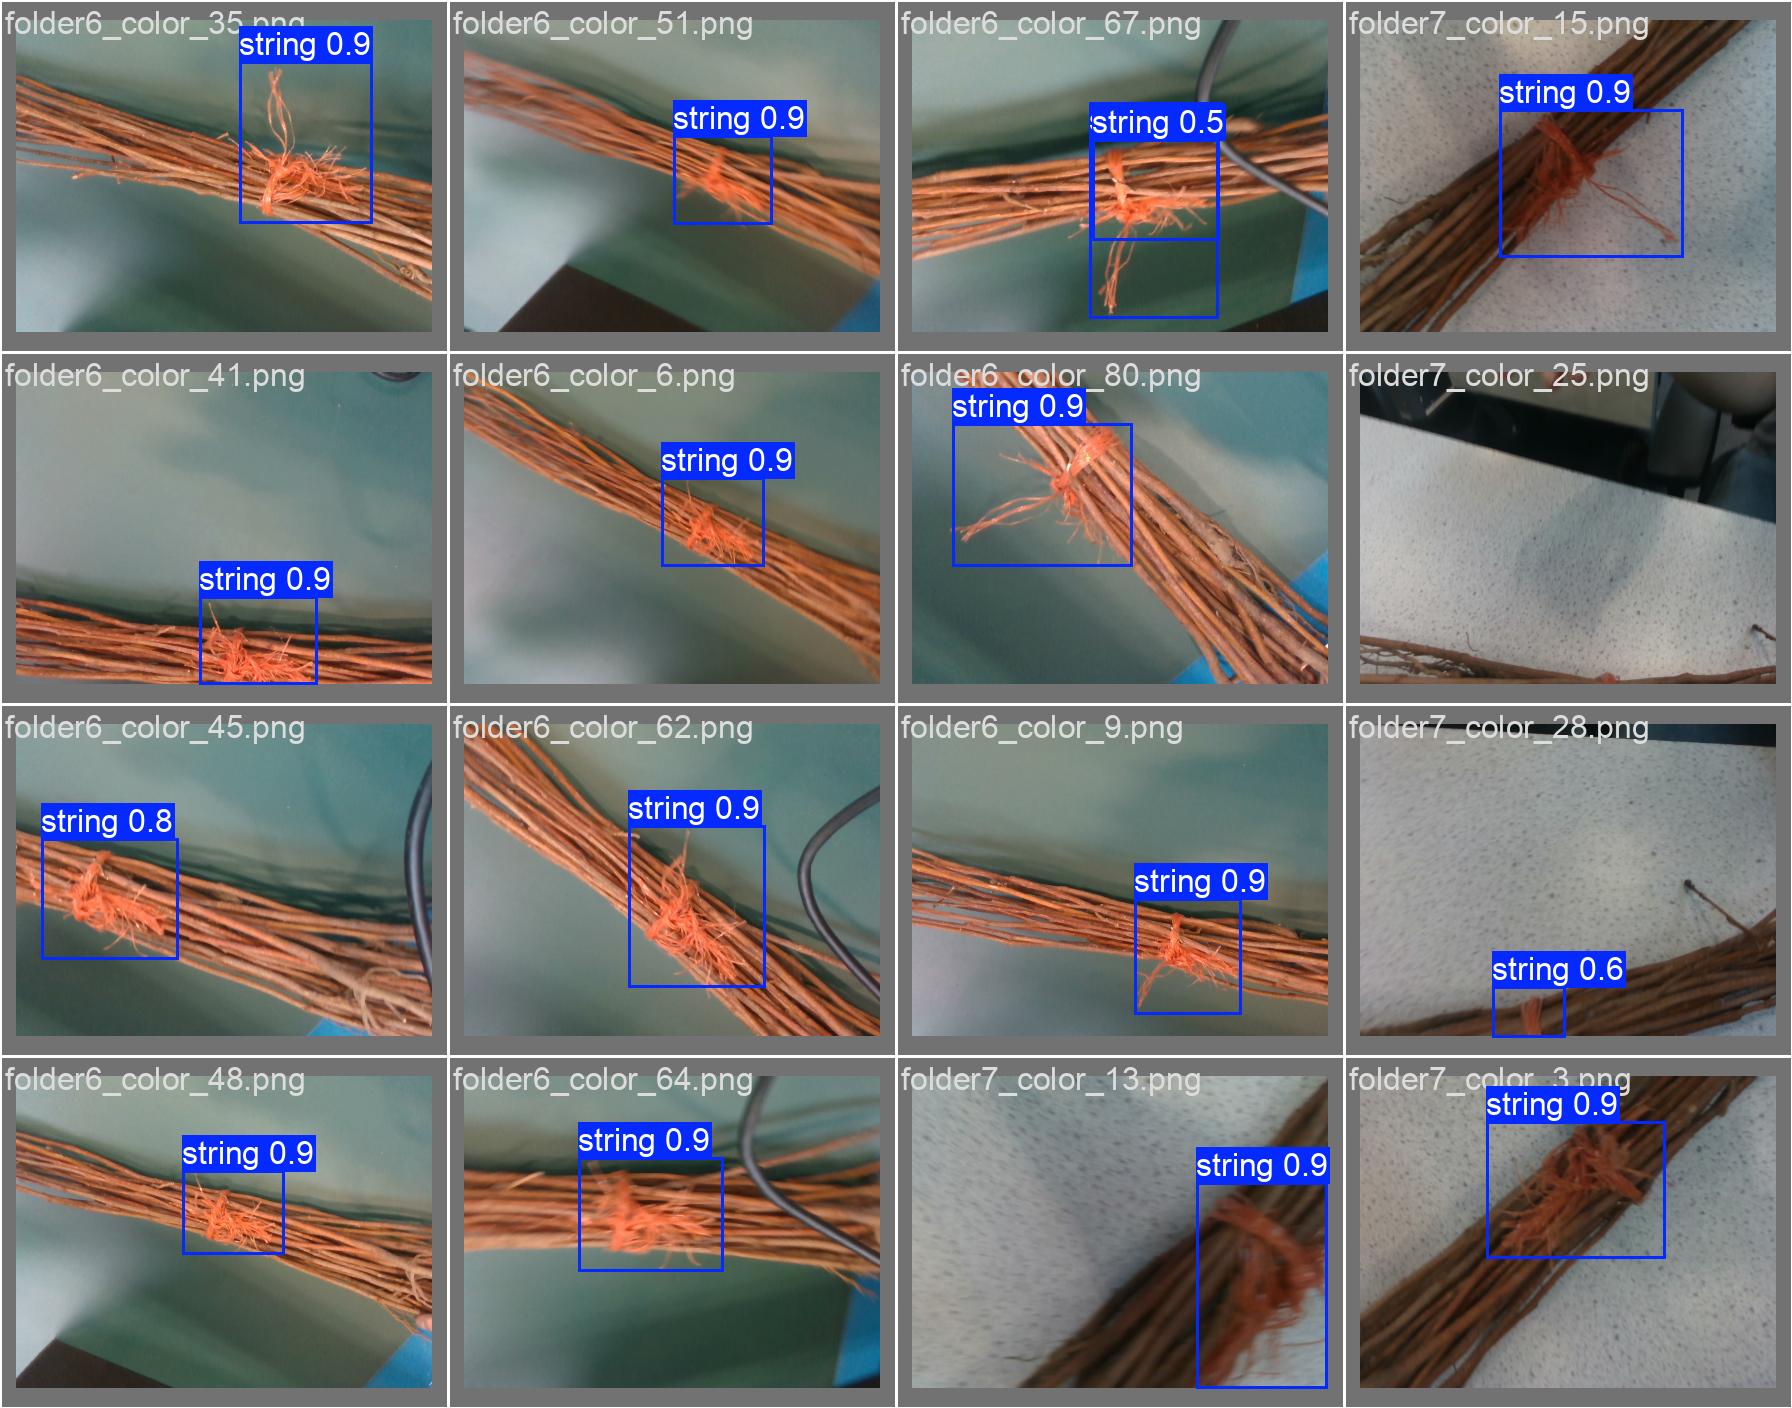 folder6_color_35.png
string 0.9
folder6_color_51.png
string 0.9
folder6_color_67.png
string 0.5
folder7_color_15.png
string 0.9
folder6_color_41.png
string 0.9
folder6_color_6.png
string 0.9
folder6_color_80.png
string 0.9
folder7_color_25.png
folder6_color_45.png
string 0.8
folder6_color_62.png
string 0.9
folder6_color_9.png
string 0.9
folder7_color_28.png
string 0.6
folder6_color_48.png
string 0.9
folder6_color_64.png
string 0.9
folder7_color_13.png
string 0.9
folder7_color_3.png
string 0.9